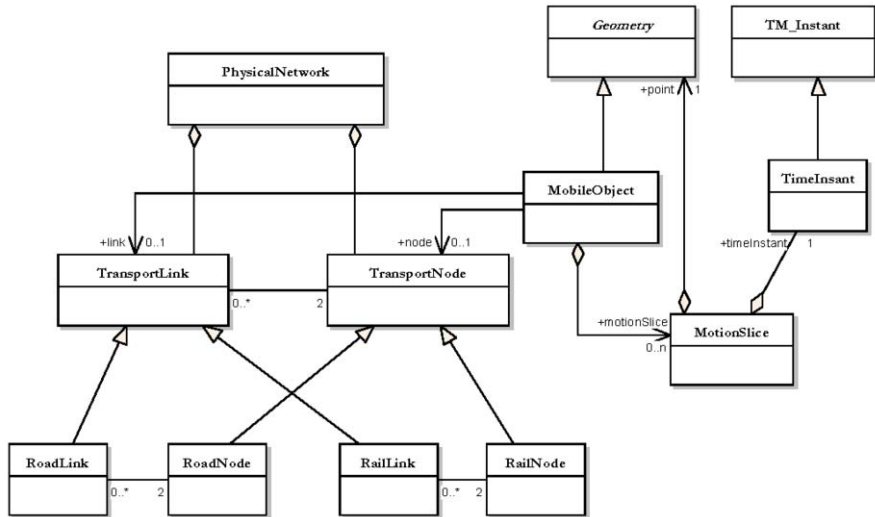 Geometry
TM_Instant
PhysicalNetwork
+point 1
MobileObject
TimeInsant
+link 0..1
+node 0..1
+timeInstant 1
TransportLink
TransportNode
0..* 2
+motionSlice
0..n
MotionSlice
RoadLink
RoadNode
RailLink
RailNode
0..* 2
0..* 2